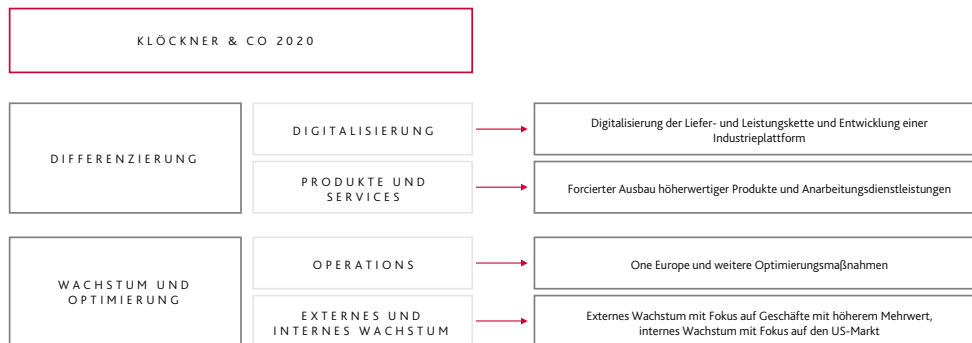 KLÖCKNER & CO 2020
DIFFERENZIERUNG
DIGITALISIERUNG
Digitalisierung der Liefer- und Leistungskette und Entwicklung einer
Industrieplattform
PRODUKTE UND
SERVICES
Forcierter Ausbau höherwertiger Produkte und Anarbeitungsdienstleistungen
WACHSTUM UND
OPTIMIERUNG
OPERATIONS
One Europe und weitere Optimierungsmaßnahmen
EXTERNES UND
INTERNES WACHSTUM
Externes Wachstum mit Fokus auf Geschäfte mit höherem Mehrwert,
internes Wachstum mit Fokus auf den US-Markt